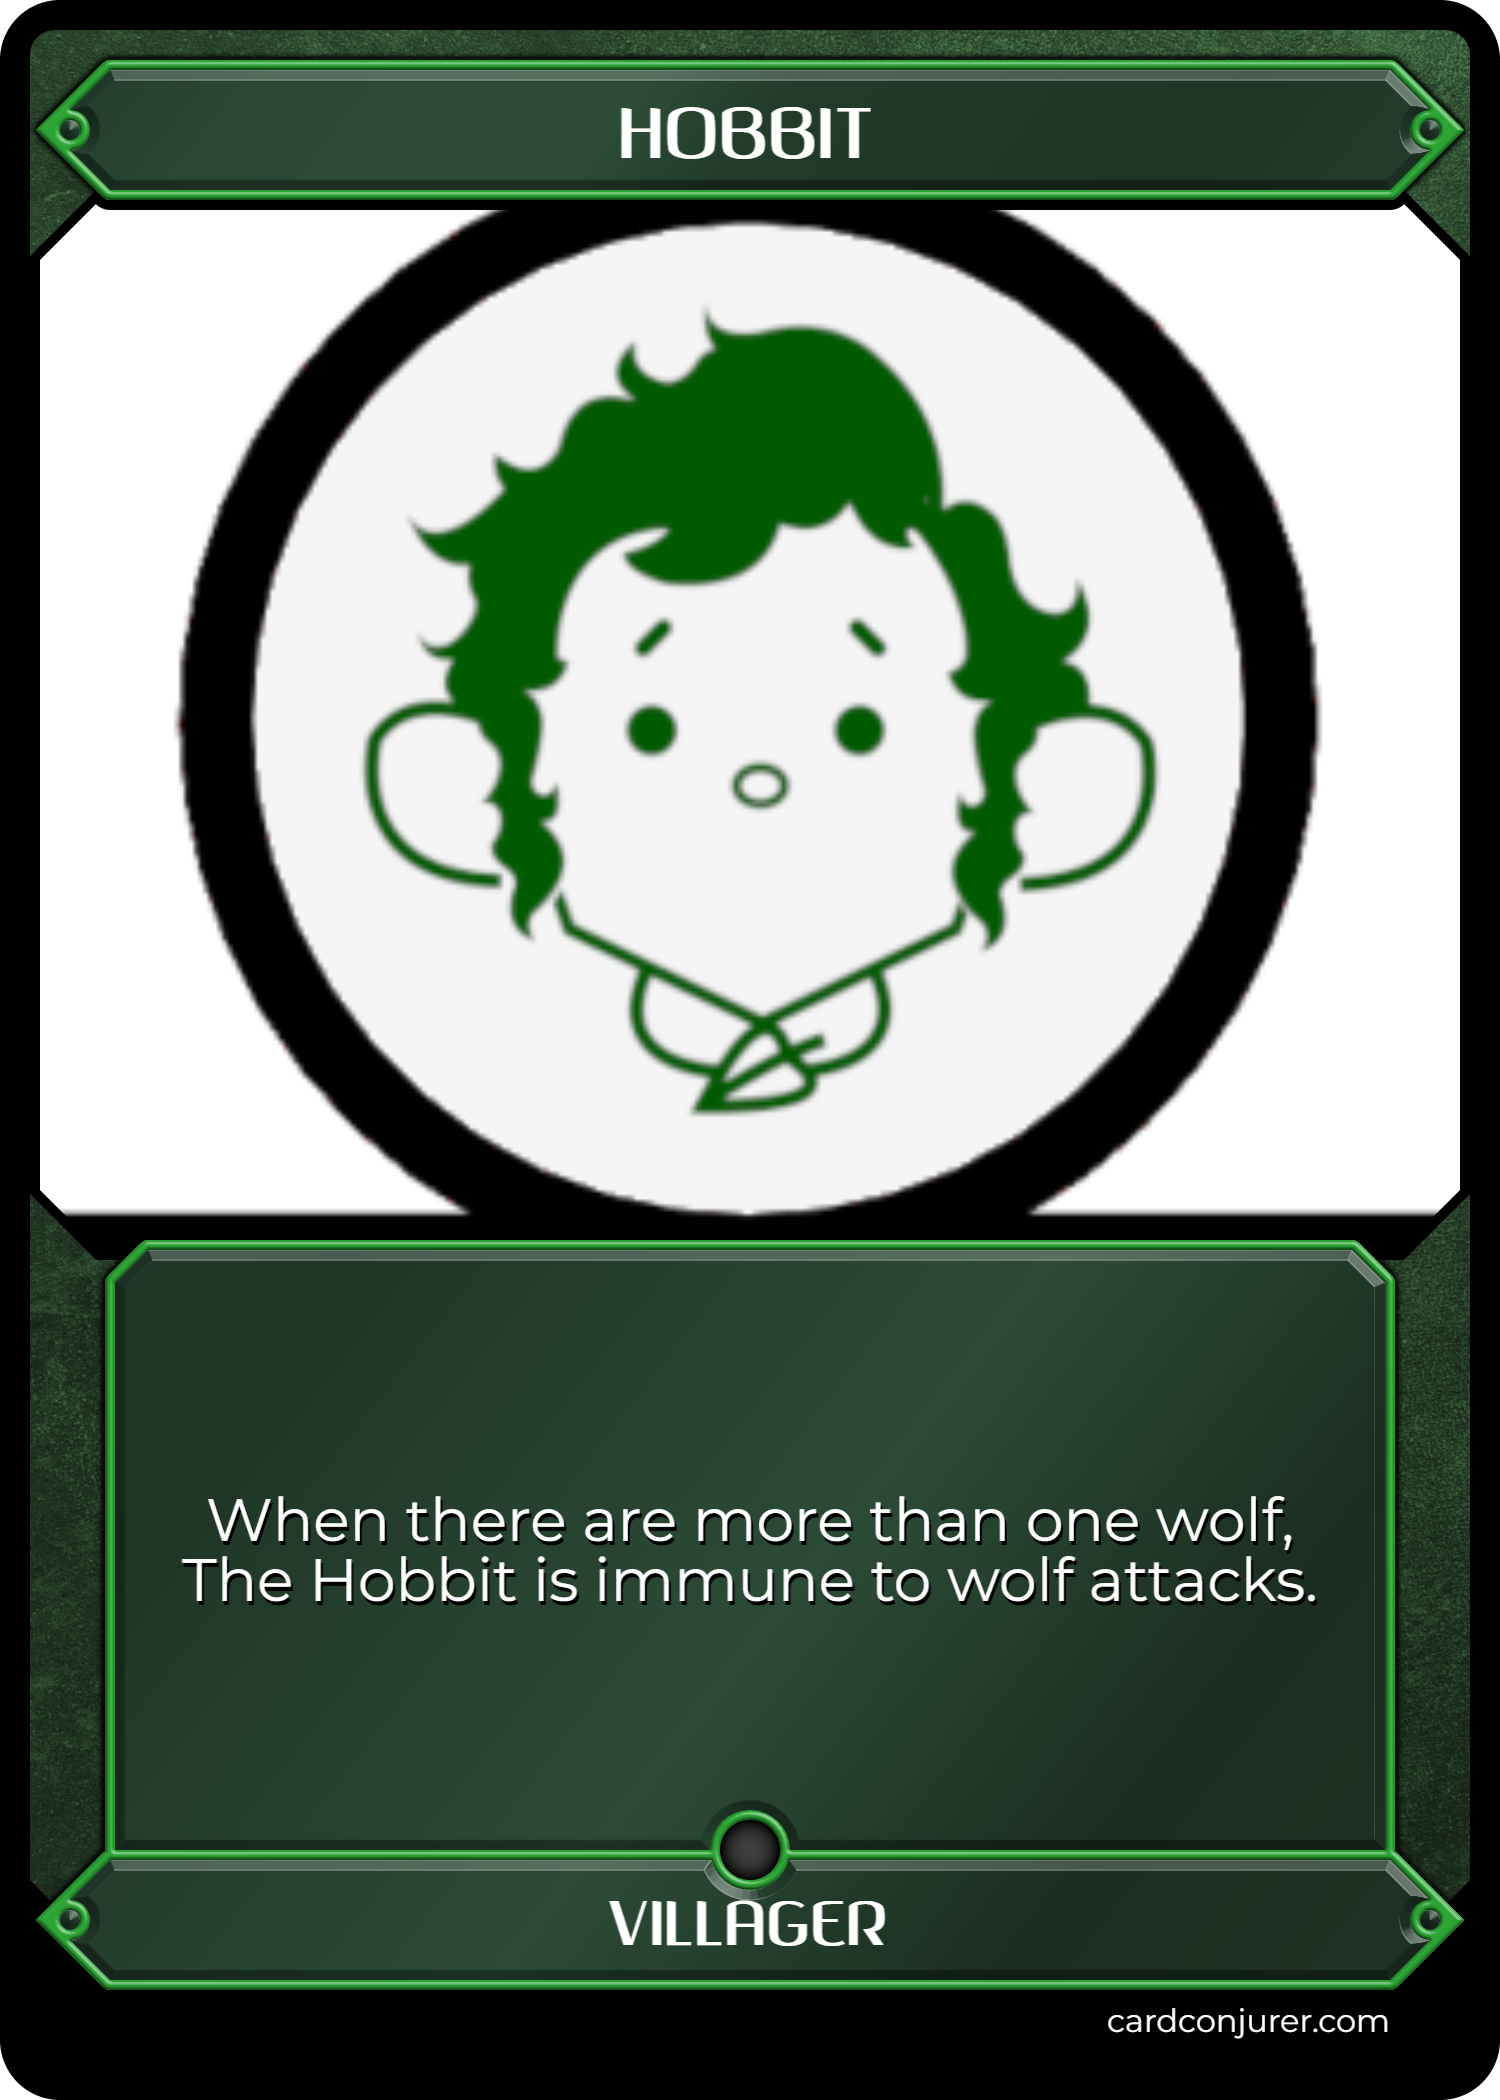 HOBBIT
When there are more than one wolf,
The Hobbit is immune to wolf attacks.
VILLAGER
cardconjurer.com